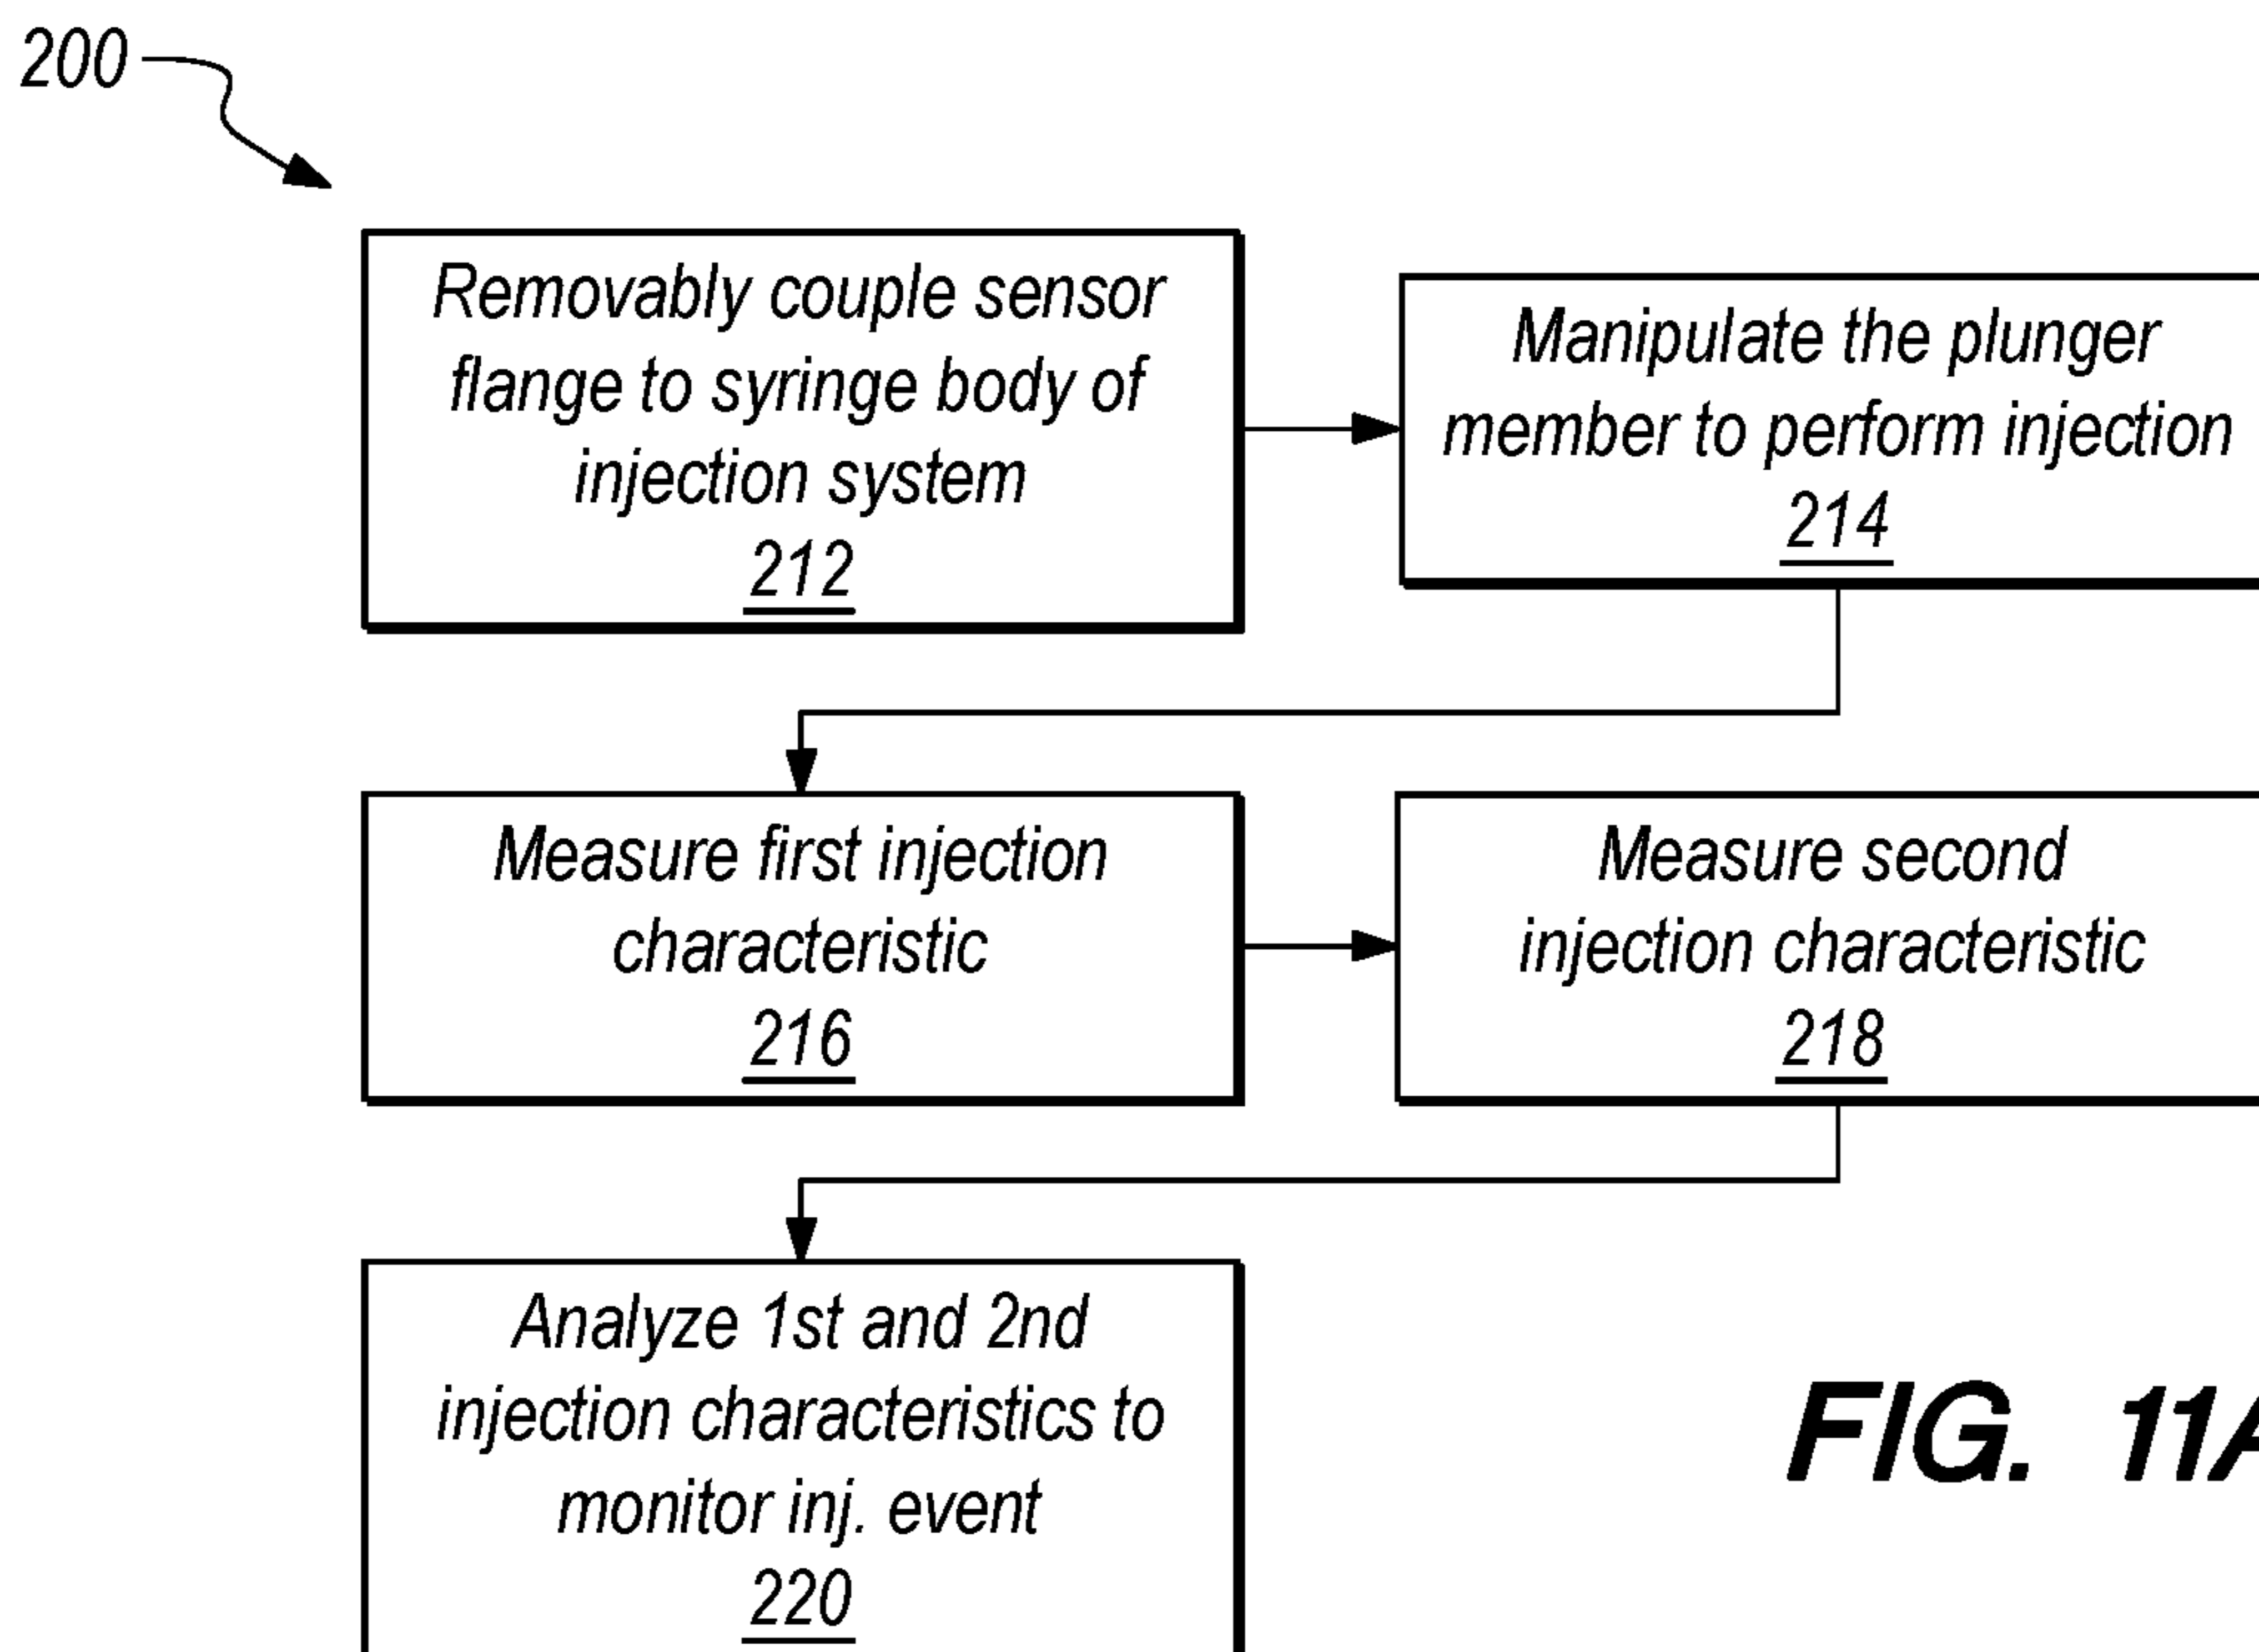 200
Removably couple sensor
flange to syringe body of
injection system
212
Manipulate the plunger
member to perform injection
214
Measure first injection
characteristic
216
Measure second
injection characteristic
218
Analyze 1st and 2nd
injection characteristics to
monitor inj. event
220
FIG. 11A